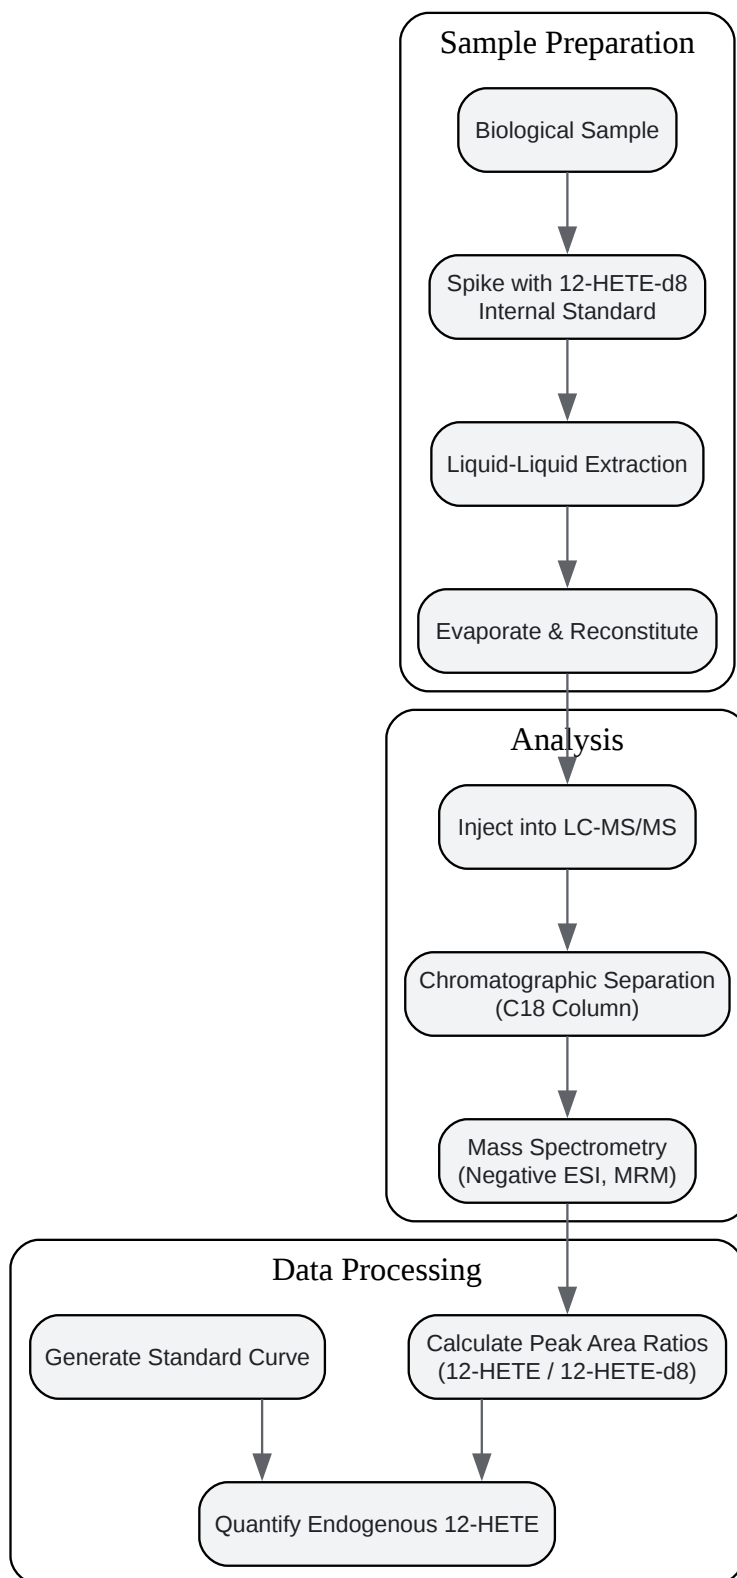 Sample Preparation
Biological Sample
Spike with 12-HETE-d8
Internal Standard
Liquid-Liquid Extraction
Evaporate & Reconstitute
Analysis
Inject into LC-MS/MS
Chromatographic Separation
(C18 Column)
Mass Spectrometry
(Negative ESI, MRM)
Data Processing
Generate Standard Curve
Calculate Peak Area Ratios
(12-HETE / 12-HETE-d8)
Quantify Endogenous 12-HETE